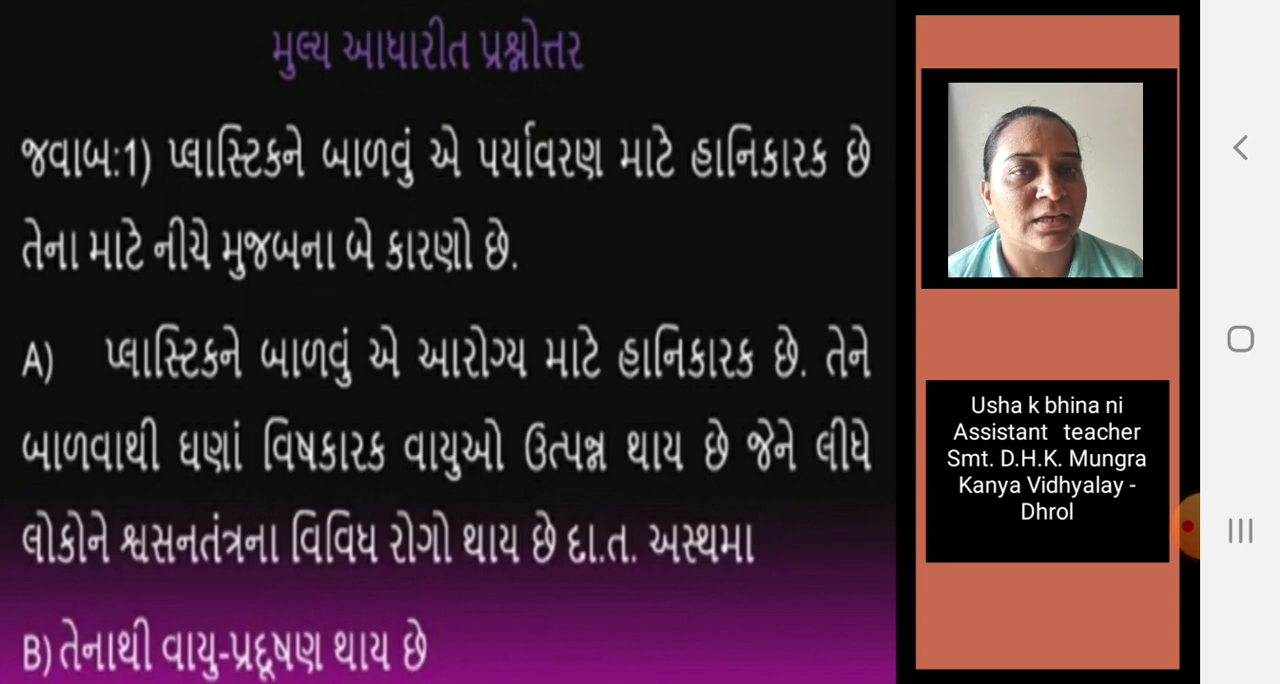 મુલ્ય આધારીત પ્રશ્નોત્તર
જવાબ:1) પ્લાસ્ટિકને બાળવું એ પર્યાવરણ માટે હાનિકારક છે
તેના માટે નીચે મુજબના બે કારણો છે.
A) પ્લાસ્ટિકને બાળવું એ આરોગ્ય માટે હાનિકારક છે. તેને
બાળવાથી ઘણાં વિષકારક વાયુઓ ઉત્પન્ન થાય છે જેને લીધે
લોકોને શ્વસનતંત્રના વિવિધ રોગો થાય છે દા.ત. અસ્થમા
B) તેનાથી વાયુ-પ્રદૂષણ થાય છે
Usha k bhina ni
Assistant teacher
Smt. D.H.K. Mungra
Kanya Vidhyalay -
Dhrol